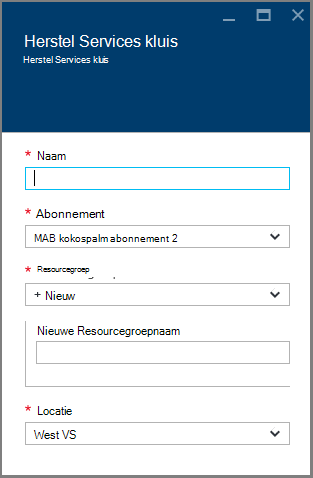 Herstel Services kluis
Herstel Services kluis
* Naam
* Abonnement
MAB kokospalm abonnement 2
* Resourcegroep
+ Nieuw
Nieuwe Resourcegroepnaam
* Locatie
West VS